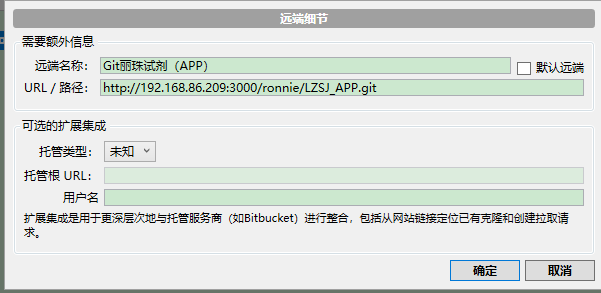 远端细节
需要额外信息
远端名称： Git丽珠试剂（APP） 默认远端
URL / 路径： http://192.168.86.209:3000/ronnie/LZSJ_APP.git
可选的扩展集成
托管类型： 未知
托管根 URL：
用户名
扩展集成是用于更深层次地与托管服务商（如Bitbucket）进行整合，包括从网站链接定位已有克隆和创建拉取请
求。
确定 取消